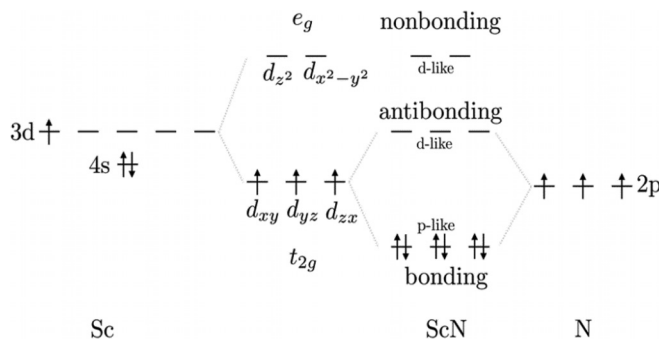 e_g nonbonding
d_{z^2} d_{x^2-y^2} d-like
antibonding
3d
d-like
4s
2p
d_{xy} d_{yz} d_{zx} p-like
t_{2g} bonding
Sc ScN N